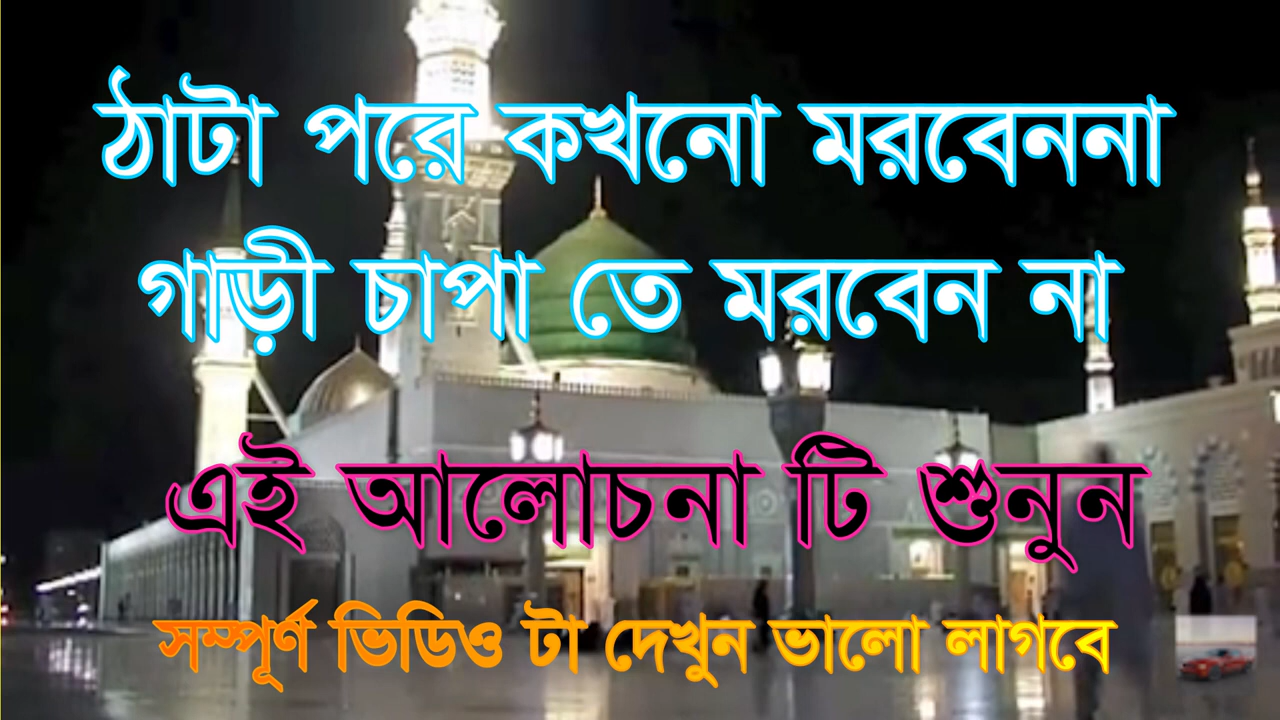 ঠাটা পরে কখনো মরবেননা
গাড়ী চাপা তে মরবেন না
এই আলোচনা টি শুনুন
সম্পূর্ণ ভিডিও টা দেখুন ভালো লাগবে